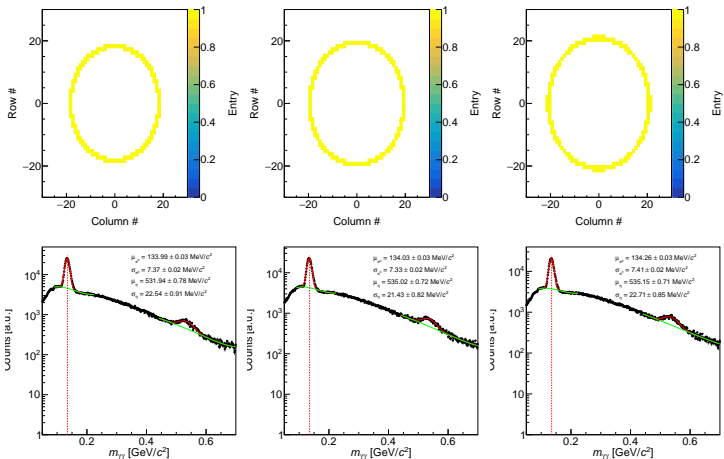 20
0
−20
Row #
−20 0 20
Column #
1
0.8
0.6
0.4
0.2
0
Entry
20
0
−20
Row #
−20 0 20
Column #
1
0.8
0.6
0.4
0.2
0
Entry
20
0
−20
Row #
−20 0 20
Column #
1
0.8
0.6
0.4
0.2
0
Entry
μπ⁰ = 133.99 ± 0.03 MeV/c²
σπ⁰ = 7.37 ± 0.02 MeV/c²
μη = 531.94 ± 0.78 MeV/c²
ση = 22.54 ± 0.91 MeV/c²
10⁴
10³
10²
10
1
Counts [a.u.]
0.2 0.4 0.6
mγγ [GeV/c²]
μπ⁰ = 134.03 ± 0.03 MeV/c²
σπ⁰ = 7.33 ± 0.02 MeV/c²
μη = 535.02 ± 0.72 MeV/c²
ση = 21.43 ± 0.82 MeV/c²
10⁴
10³
10²
10
1
Counts [a.u.]
0.2 0.4 0.6
mγγ [GeV/c²]
μπ⁰ = 134.26 ± 0.03 MeV/c²
σπ⁰ = 7.41 ± 0.02 MeV/c²
μη = 535.15 ± 0.71 MeV/c²
ση = 22.71 ± 0.85 MeV/c²
10⁴
10³
10²
10
1
Counts [a.u.]
0.2 0.4 0.6
mγγ [GeV/c²]